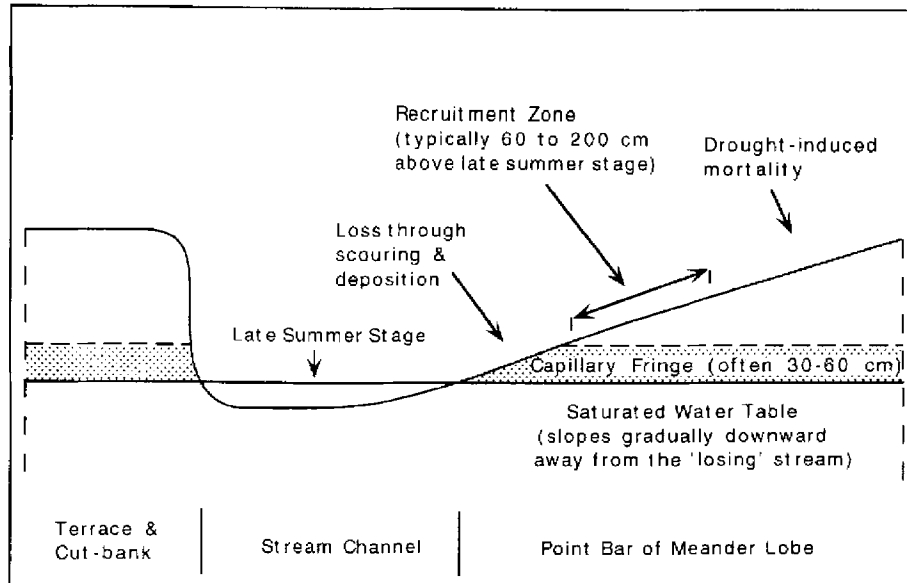 Recruitment Zone
(typically 60 to 200 cm
above late summer stage)
Drought-induced
mortality
Loss through
scouring &
deposition
Late Summer Stage
Capillary Fringe (often 30-60 cm)
Saturated Water Table
(slopes gradually downward
away from the 'losing' stream)
Terrace &
Cut-bank
Stream Channel
Point Bar of Meander Lobe